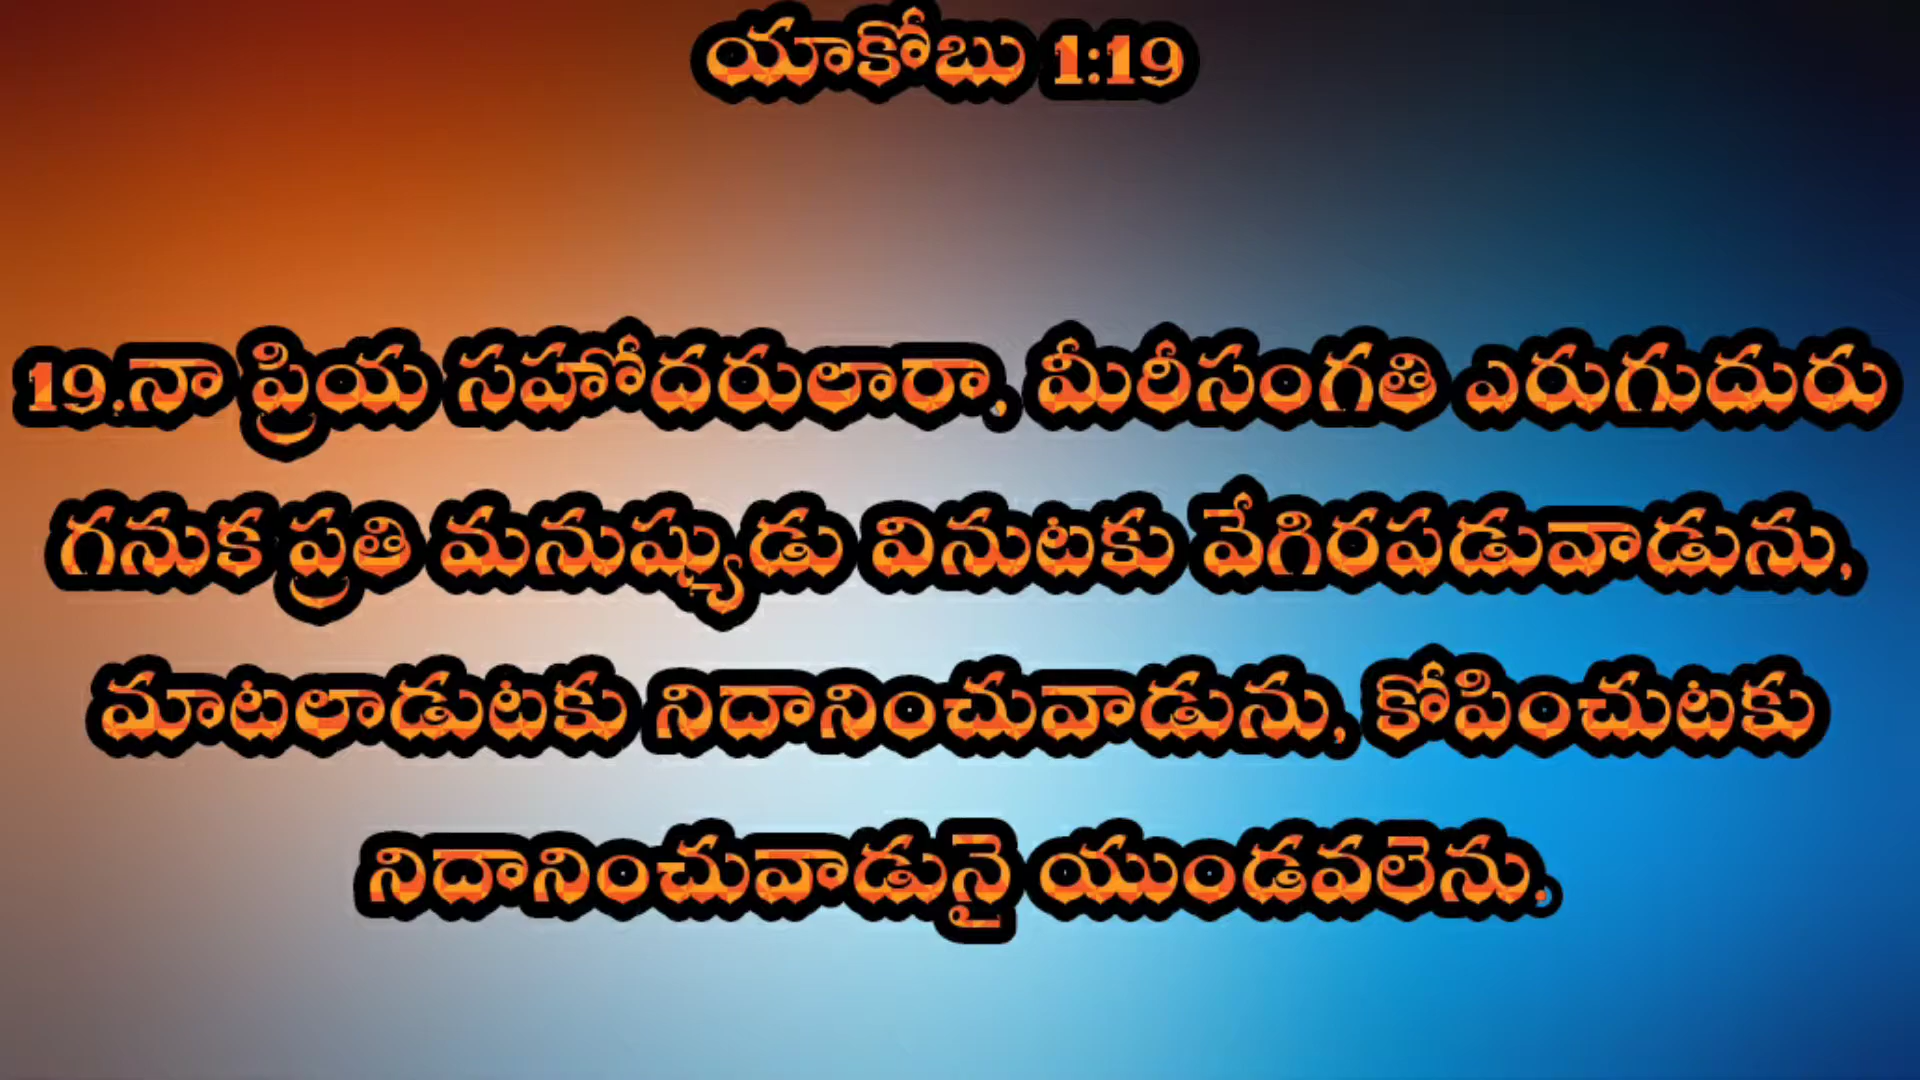 యాకోబు 1:19
19.నా ప్రియ సహోదరులారా, మీరీసంగతి ఎరుగుదురు
గనుక ప్రతి మనుష్యుడు వినుటకు వేగిరపడువాడును,
మాటలాడుటకు నిదానించువాడును, కోపించుటకు
నిదానించువాడునై యుండవలెను.